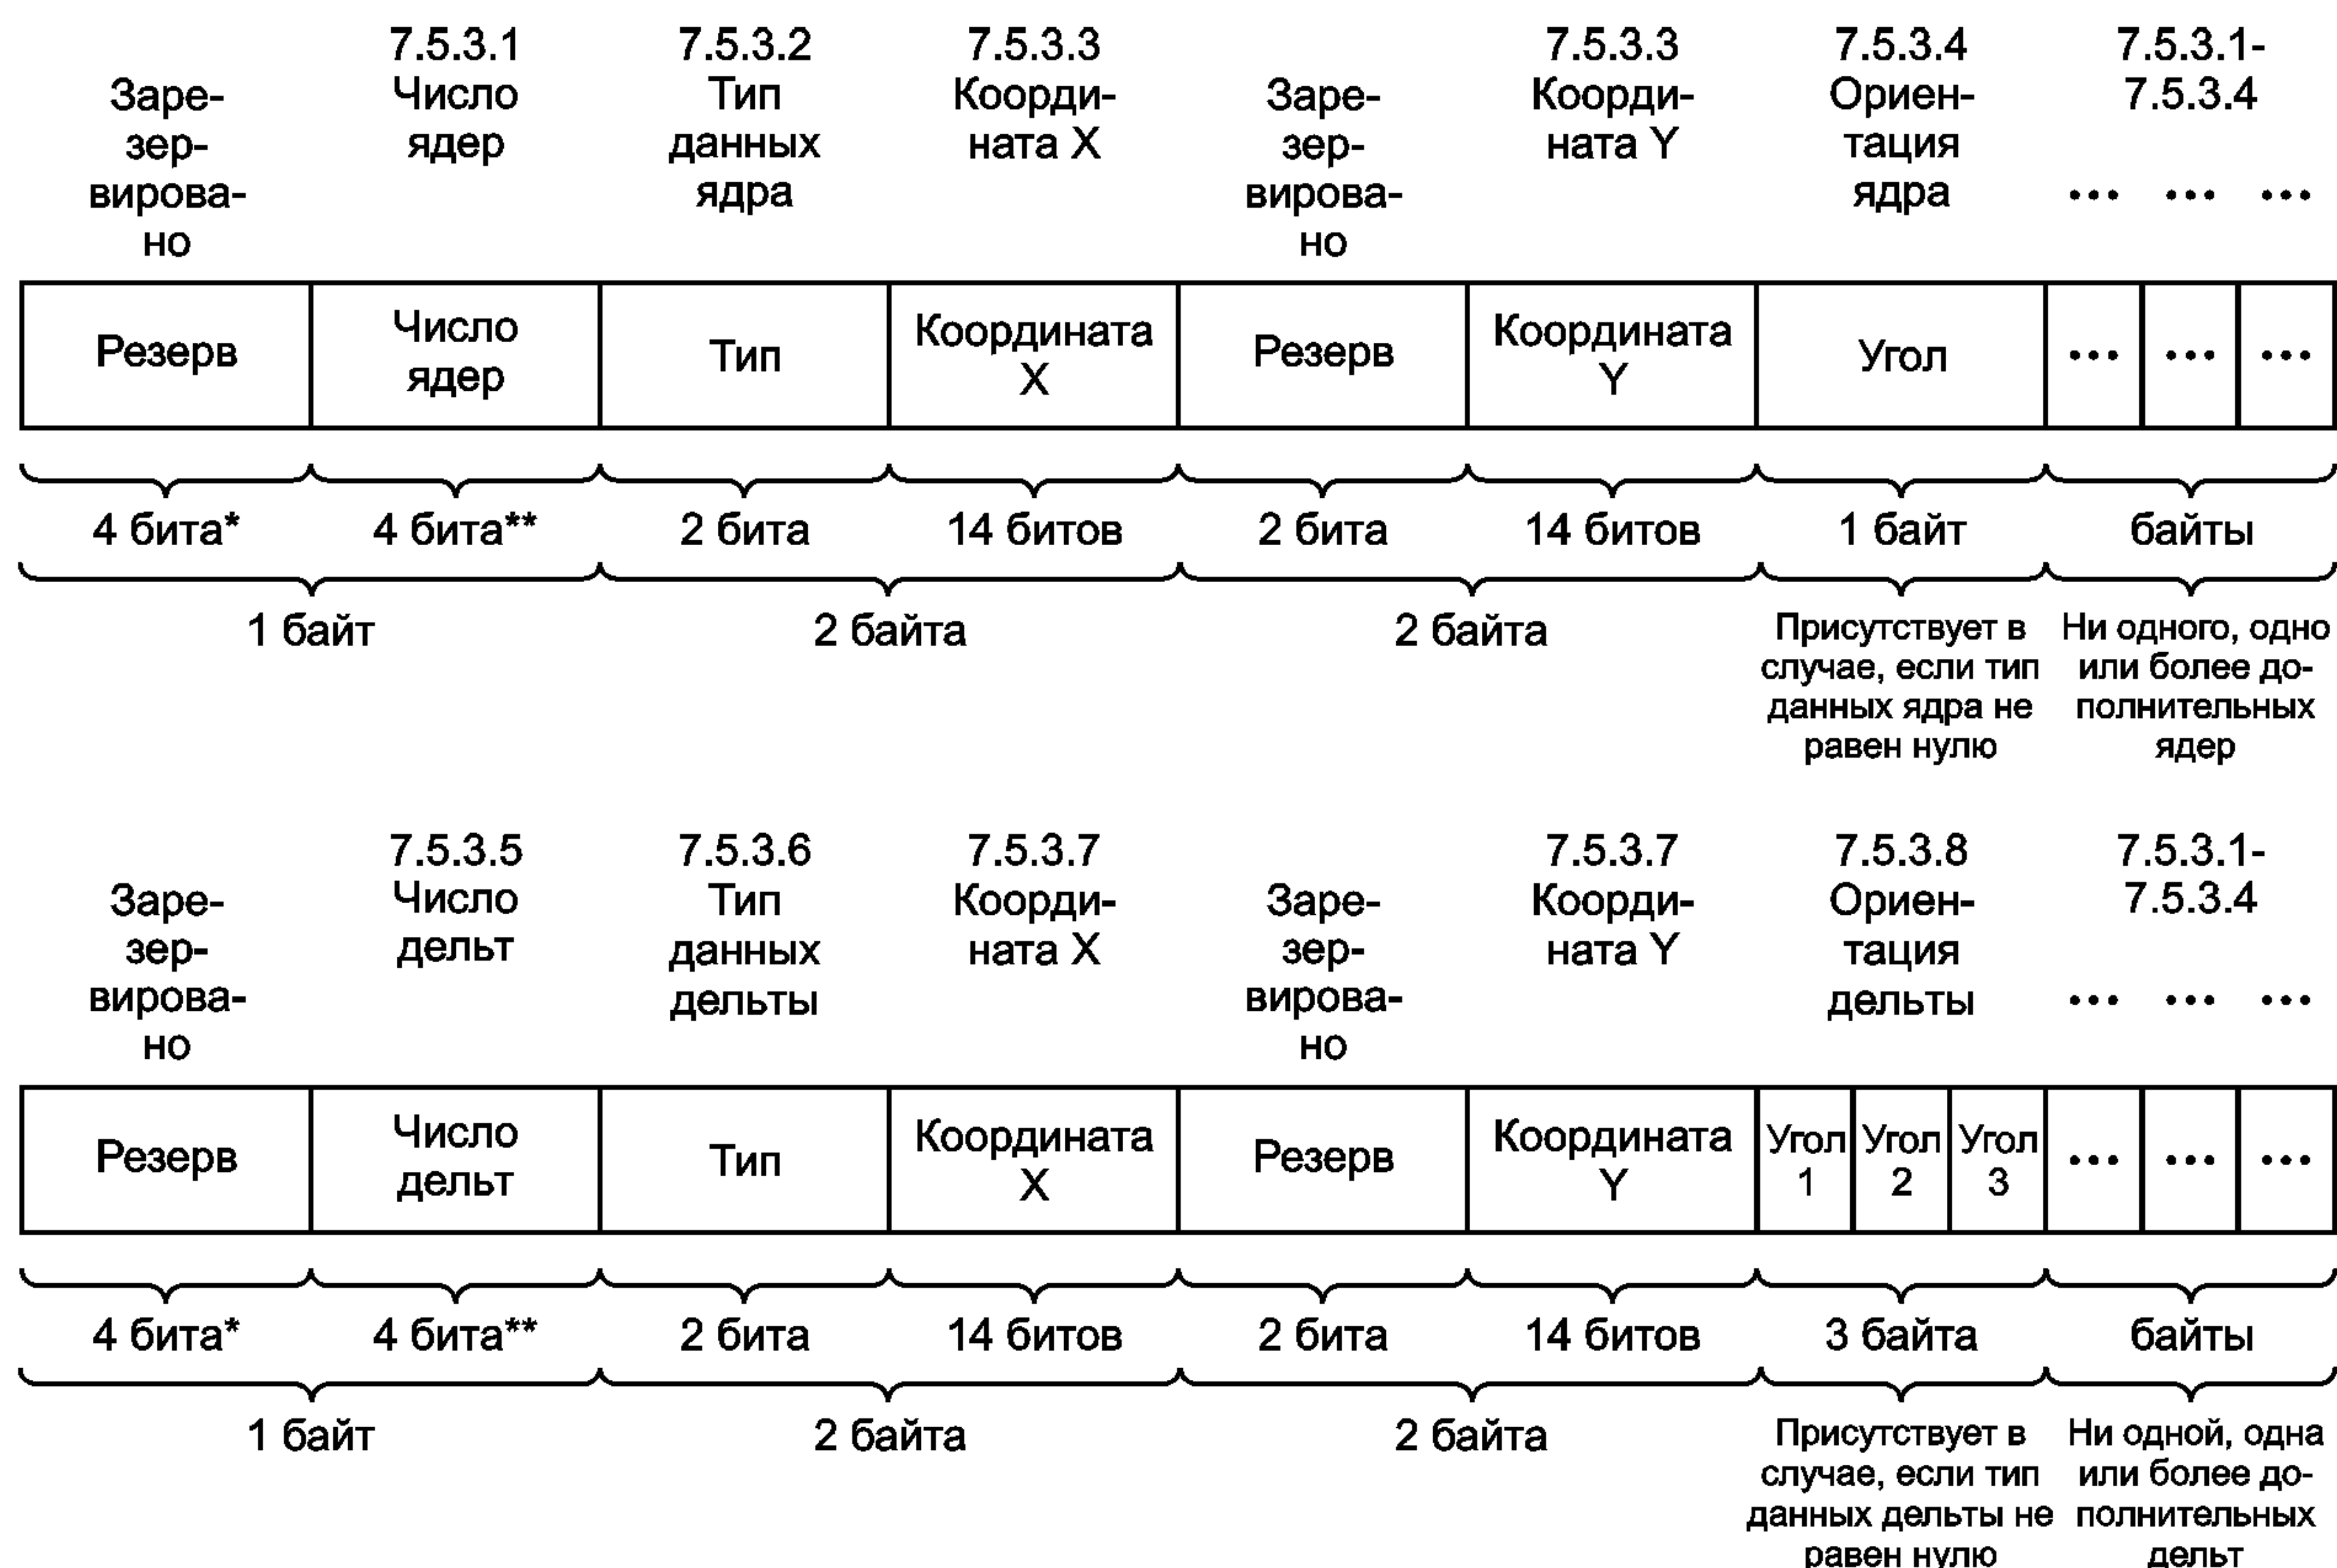 7.5.3.1 7.5.3.2 7.5.3.3 7.5.3.3 7.5.3.4 7.5.3.1-
Заре- Число Тип Коорди- Заре- Коорди- Ориен- 7.5.3.4
зер- ядер данных ната X зер- ната Y тация
вирова- ядра вирова- ядра ... ... ...
но но
Резерв Число ядер Тип Координата X Резерв Координата Y Угол ... ... ...
4 бита* 4 бита** 2 бита 14 битов 2 бита 14 битов 1 байт байты
1 байт 2 байта 2 байта
Присутствует в Ни одного, одно
случае, если тип или более до-
данных ядра не полнительных
равен нулю ядер
7.5.3.5 7.5.3.6 7.5.3.7 7.5.3.7 7.5.3.8 7.5.3.1-
Заре- Число Тип Коорди- Заре- Коорди- Ориен- 7.5.3.4
зер- дельт данных ната X зер- ната Y тация
вирова- дельты вирова- дельты ... ... ...
но но
Резерв Число дельт Тип Координата X Резерв Координата Y Угол 1 Угол 2 Угол 3 ... ... ...
4 бита* 4 бита** 2 бита 14 битов 2 бита 14 битов 3 байта байты
1 байт 2 байта 2 байта
Присутствует в Ни одной, одна
случае, если тип или более до-
данных дельты не полнительных
равен нулю дельт